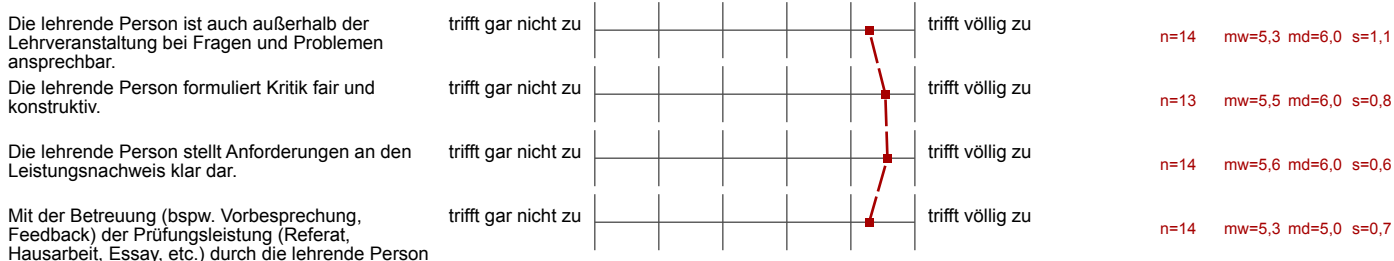 Die lehrende Person ist auch außerhalb der
Lehrveranstaltung bei Fragen und Problemen
ansprechbar.
trifft gar nicht zu
trifft völlig zu
n=14 mw=5,3 md=6,0 s=1,1
Die lehrende Person formuliert Kritik fair und
konstruktiv.
trifft gar nicht zu
trifft völlig zu
n=13 mw=5,5 md=6,0 s=0,8
Die lehrende Person stellt Anforderungen an den
Leistungsnachweis klar dar.
trifft gar nicht zu
trifft völlig zu
n=14 mw=5,6 md=6,0 s=0,6
Mit der Betreuung (bspw. Vorbesprechung,
Feedback) der Prüfungsleistung (Referat,
Hausarbeit, Essay, etc.) durch die lehrende Person
trifft gar nicht zu
trifft völlig zu
n=14 mw=5,3 md=5,0 s=0,7